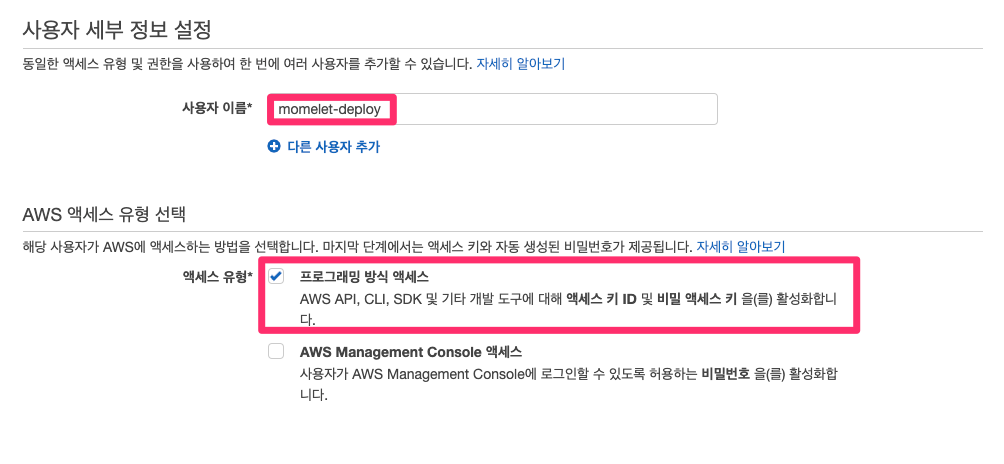 사용자 세부 정보 설정
동일한 액세스 유형 및 권한을 사용하여 한 번에 여러 사용자를 추가할 수 있습니다. 자세히 알아보기
사용자 이름* momelet-deploy
다른 사용자 추가
AWS 액세스 유형 선택
해당 사용자가 AWS에 액세스하는 방법을 선택합니다. 마지막 단계에서는 액세스 키와 자동 생성된 비밀번호가 제공됩니다. 자세히 알아보기
액세스 유형* 프로그래밍 방식 액세스
AWS API, CLI, SDK 및 기타 개발 도구에 대해 액세스 키 ID 및 비밀 액세스 키 을(를) 활성화합니
다.
AWS Management Console 액세스
사용자가 AWS Management Console에 로그인할 수 있도록 허용하는 비밀번호 을(를) 활성화합
니다.